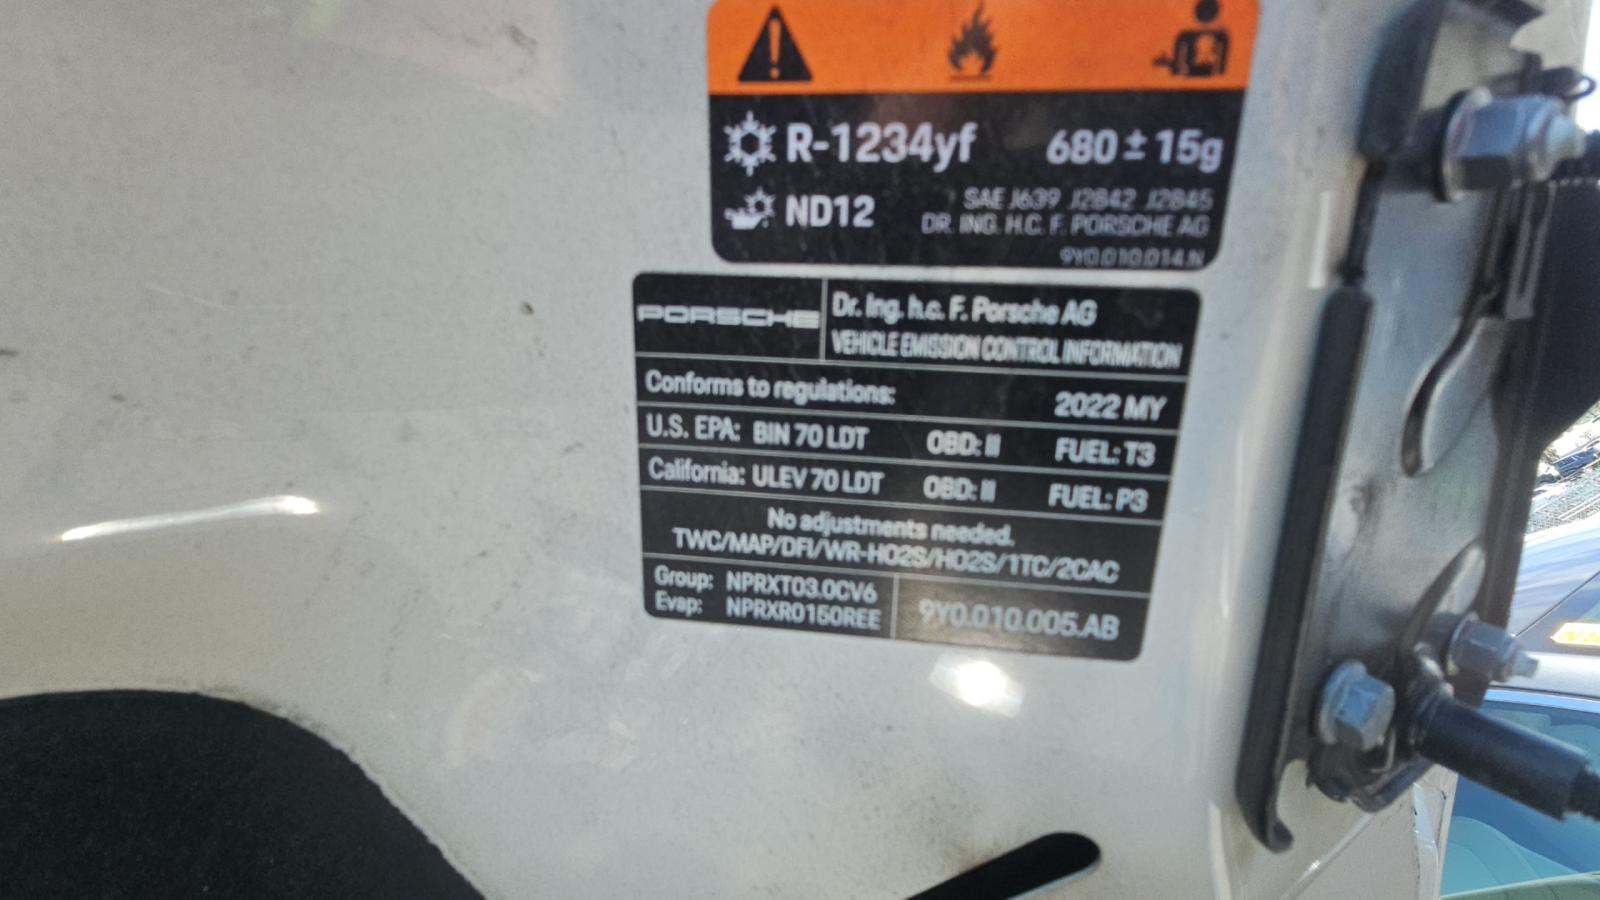 R-1234yf 680 ± 15g
ND12 SAE J639 J2842 J2845
DR. ING. H.C. F. PORSCHE AG
9Y0.010.014.N
PORSCHE Dr. Ing. h.c. F. Porsche AG
VEHICLE EMISSION CONTROL INFORMATION
Conforms to regulations: 2022 MY
U.S. EPA: BIN 70 LDT OBD: II FUEL: T3
California: ULEV 70 LDT OBD: II FUEL: P3
No adjustments needed.
TWC/MAP/DFI/WR-HO2S/HO2S/1TC/2CAC
Group: NPRXT03.0CV6
Evap: NPRXR0150REE
9Y0.010.005.AB